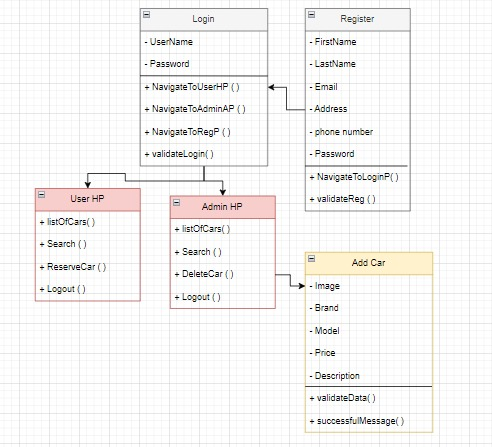 Login
- UserName
- Password
+ NavigateToUserHP ( )
+ NavigateToAdminAP ( )
+ NavigateToRegP ( )
+ validateLogin( )
Register
- FirstName
- LastName
- Email
- Address
- phone number
- Password
+ NavigateToLoginP( )
+ validateReg ( )
User HP
+ listOfCars( )
+ Search ( )
+ ReserveCar ( )
+ Logout ( )
Admin HP
+ listOfCars( )
+ Search ( )
+ DeleteCar ( )
+ Logout ( )
Add Car
- Image
- Brand
- Model
- Price
- Description
+ validateData( )
+ successfulMessage( )